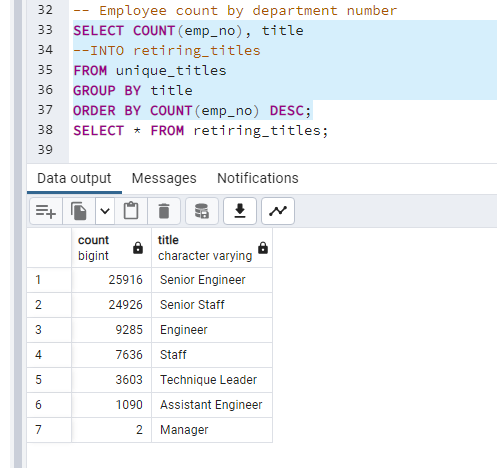 32 -- Employee count by department number
33 SELECT COUNT(emp_no), title
34 --INTO retiring_titles
35 FROM unique_titles
36 GROUP BY title
37 ORDER BY COUNT(emp_no) DESC;
38 SELECT * FROM retiring_titles;
39
Data output Messages Notifications
count title
bigint character varying
1 25916 Senior Engineer
2 24926 Senior Staff
3 9285 Engineer
4 7636 Staff
5 3603 Technique Leader
6 1090 Assistant Engineer
7 2 Manager